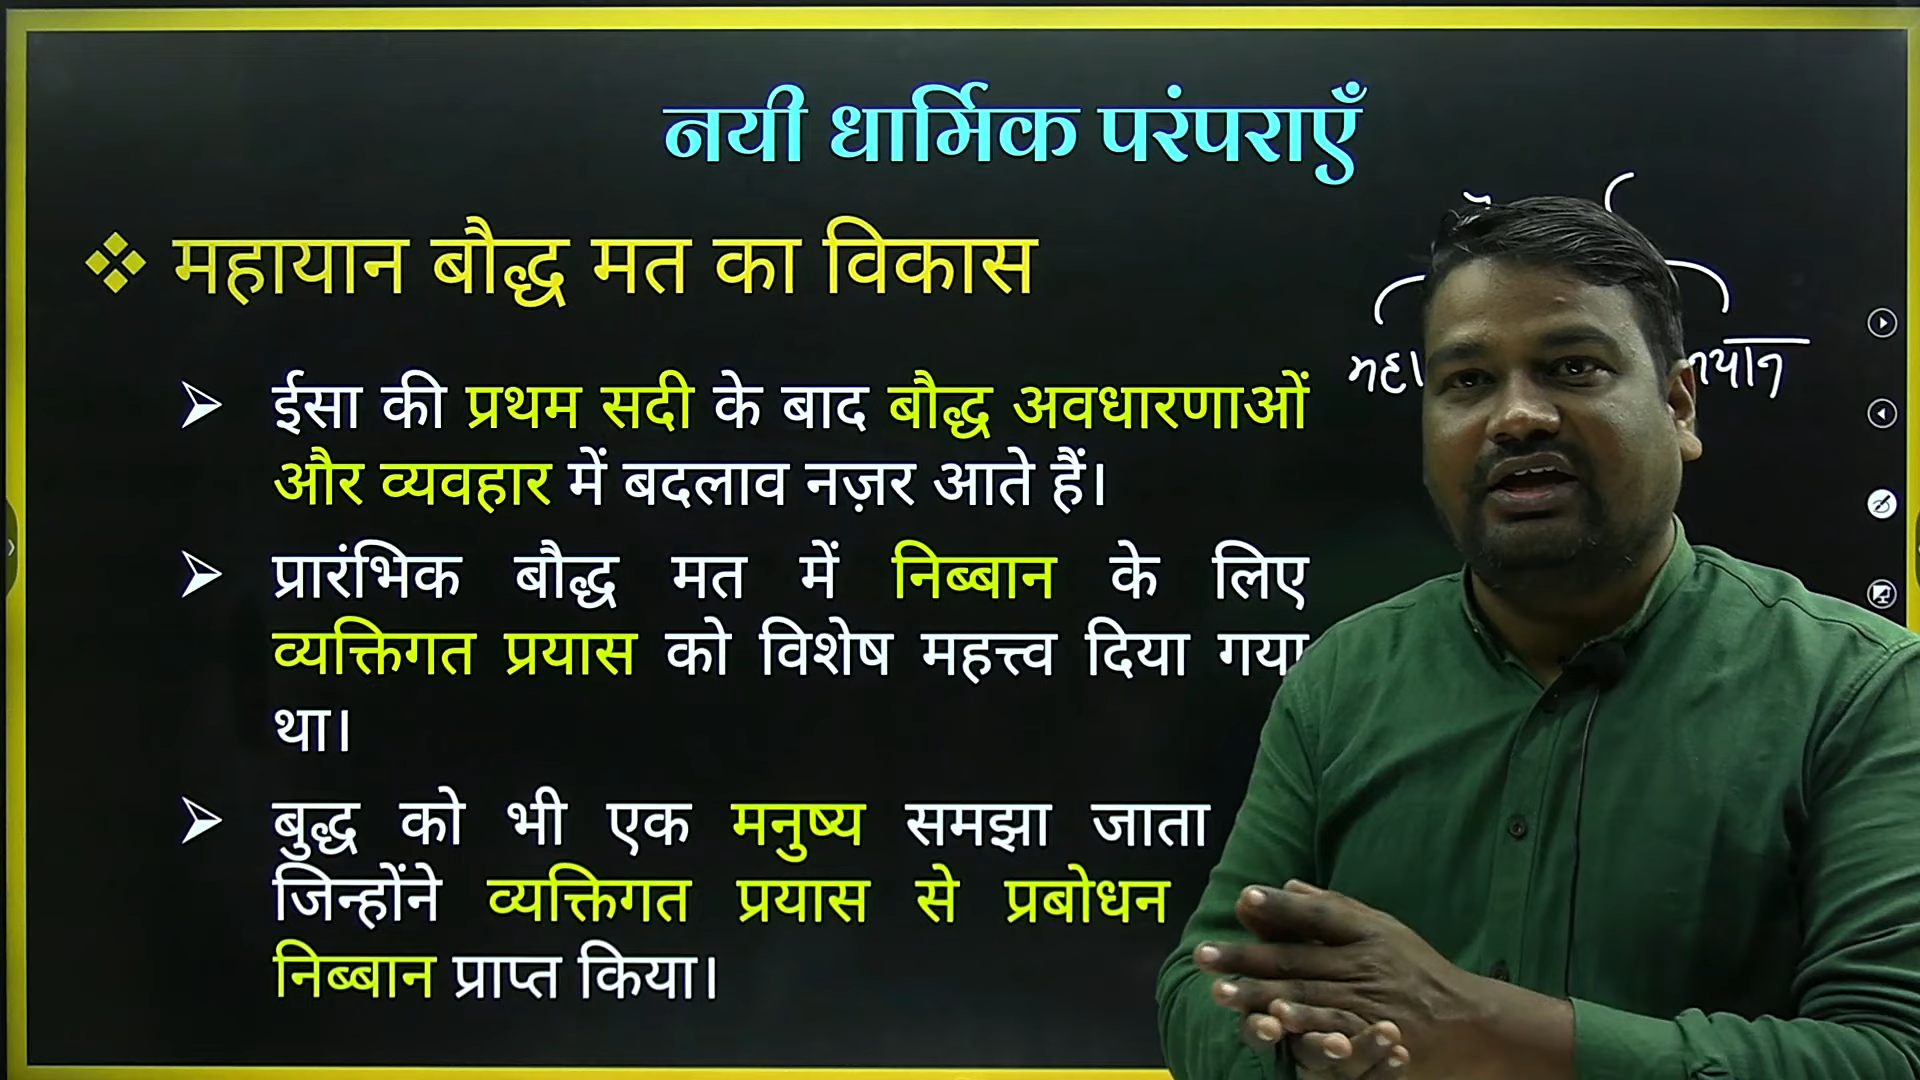 नयी धार्मिक परंपराएँ
❖ महायान बौद्ध मत का विकास
➢ ईसा की प्रथम सदी के बाद बौद्ध अवधारणाओं
और व्यवहार में बदलाव नज़र आते हैं।
➢ प्रारंभिक बौद्ध मत में निब्बान के लिए
व्यक्तिगत प्रयास को विशेष महत्त्व दिया गया
था।
➢ बुद्ध को भी एक मनुष्य समझा जाता
जिन्होंने व्यक्तिगत प्रयास से प्रबोधन
निब्बान प्राप्त किया।